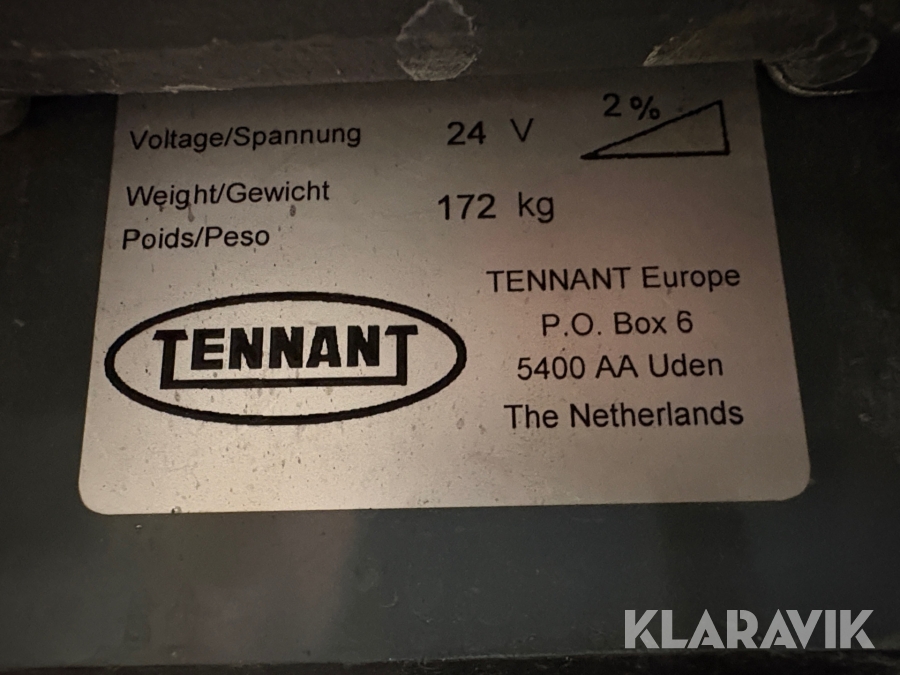 Voltage/Spannung 24 V 2%
Weight/Gewicht 172 kg
Poids/Peso
TENNANT Europe
P.O. Box 6
5400 AA Uden
The Netherlands
TENNANT
KLARAVIK